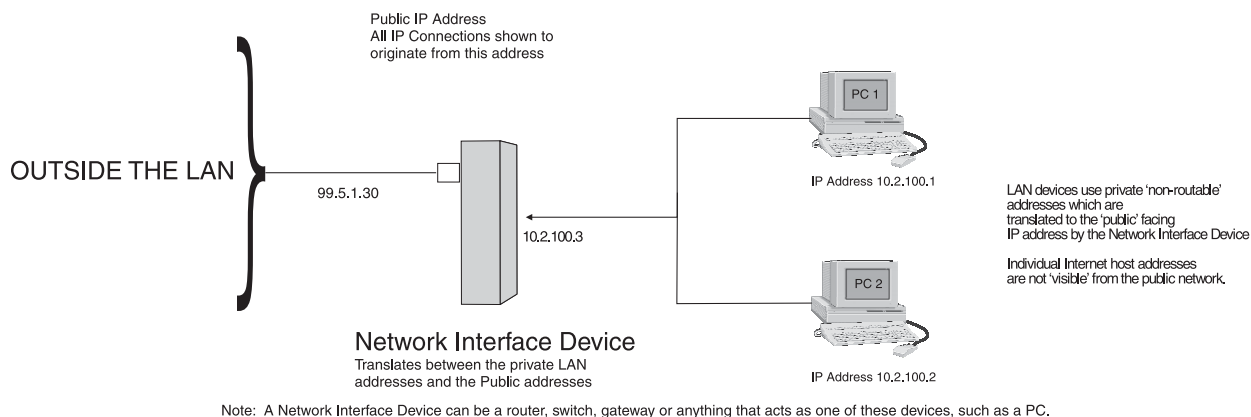 Public IP Address
All IP Connections shown to
originate from this address
PC 1
OUTSIDE THE LAN
99.5.1.30
IP Address 10.2.100.1
10.2.100.3
LAN devices use private 'non-routable'
addresses which are
translated to the 'public' facing
IP address by the Network Interface Device
Individual Internet host addresses
are not 'visible' from the public network.
PC 2
Network Interface Device
Translates between the private LAN
addresses and the Public addresses
IP Address 10.2.100.2
Note: A Network Interface Device can be a router, switch, gateway or anything that acts as one of these devices, such as a PC.